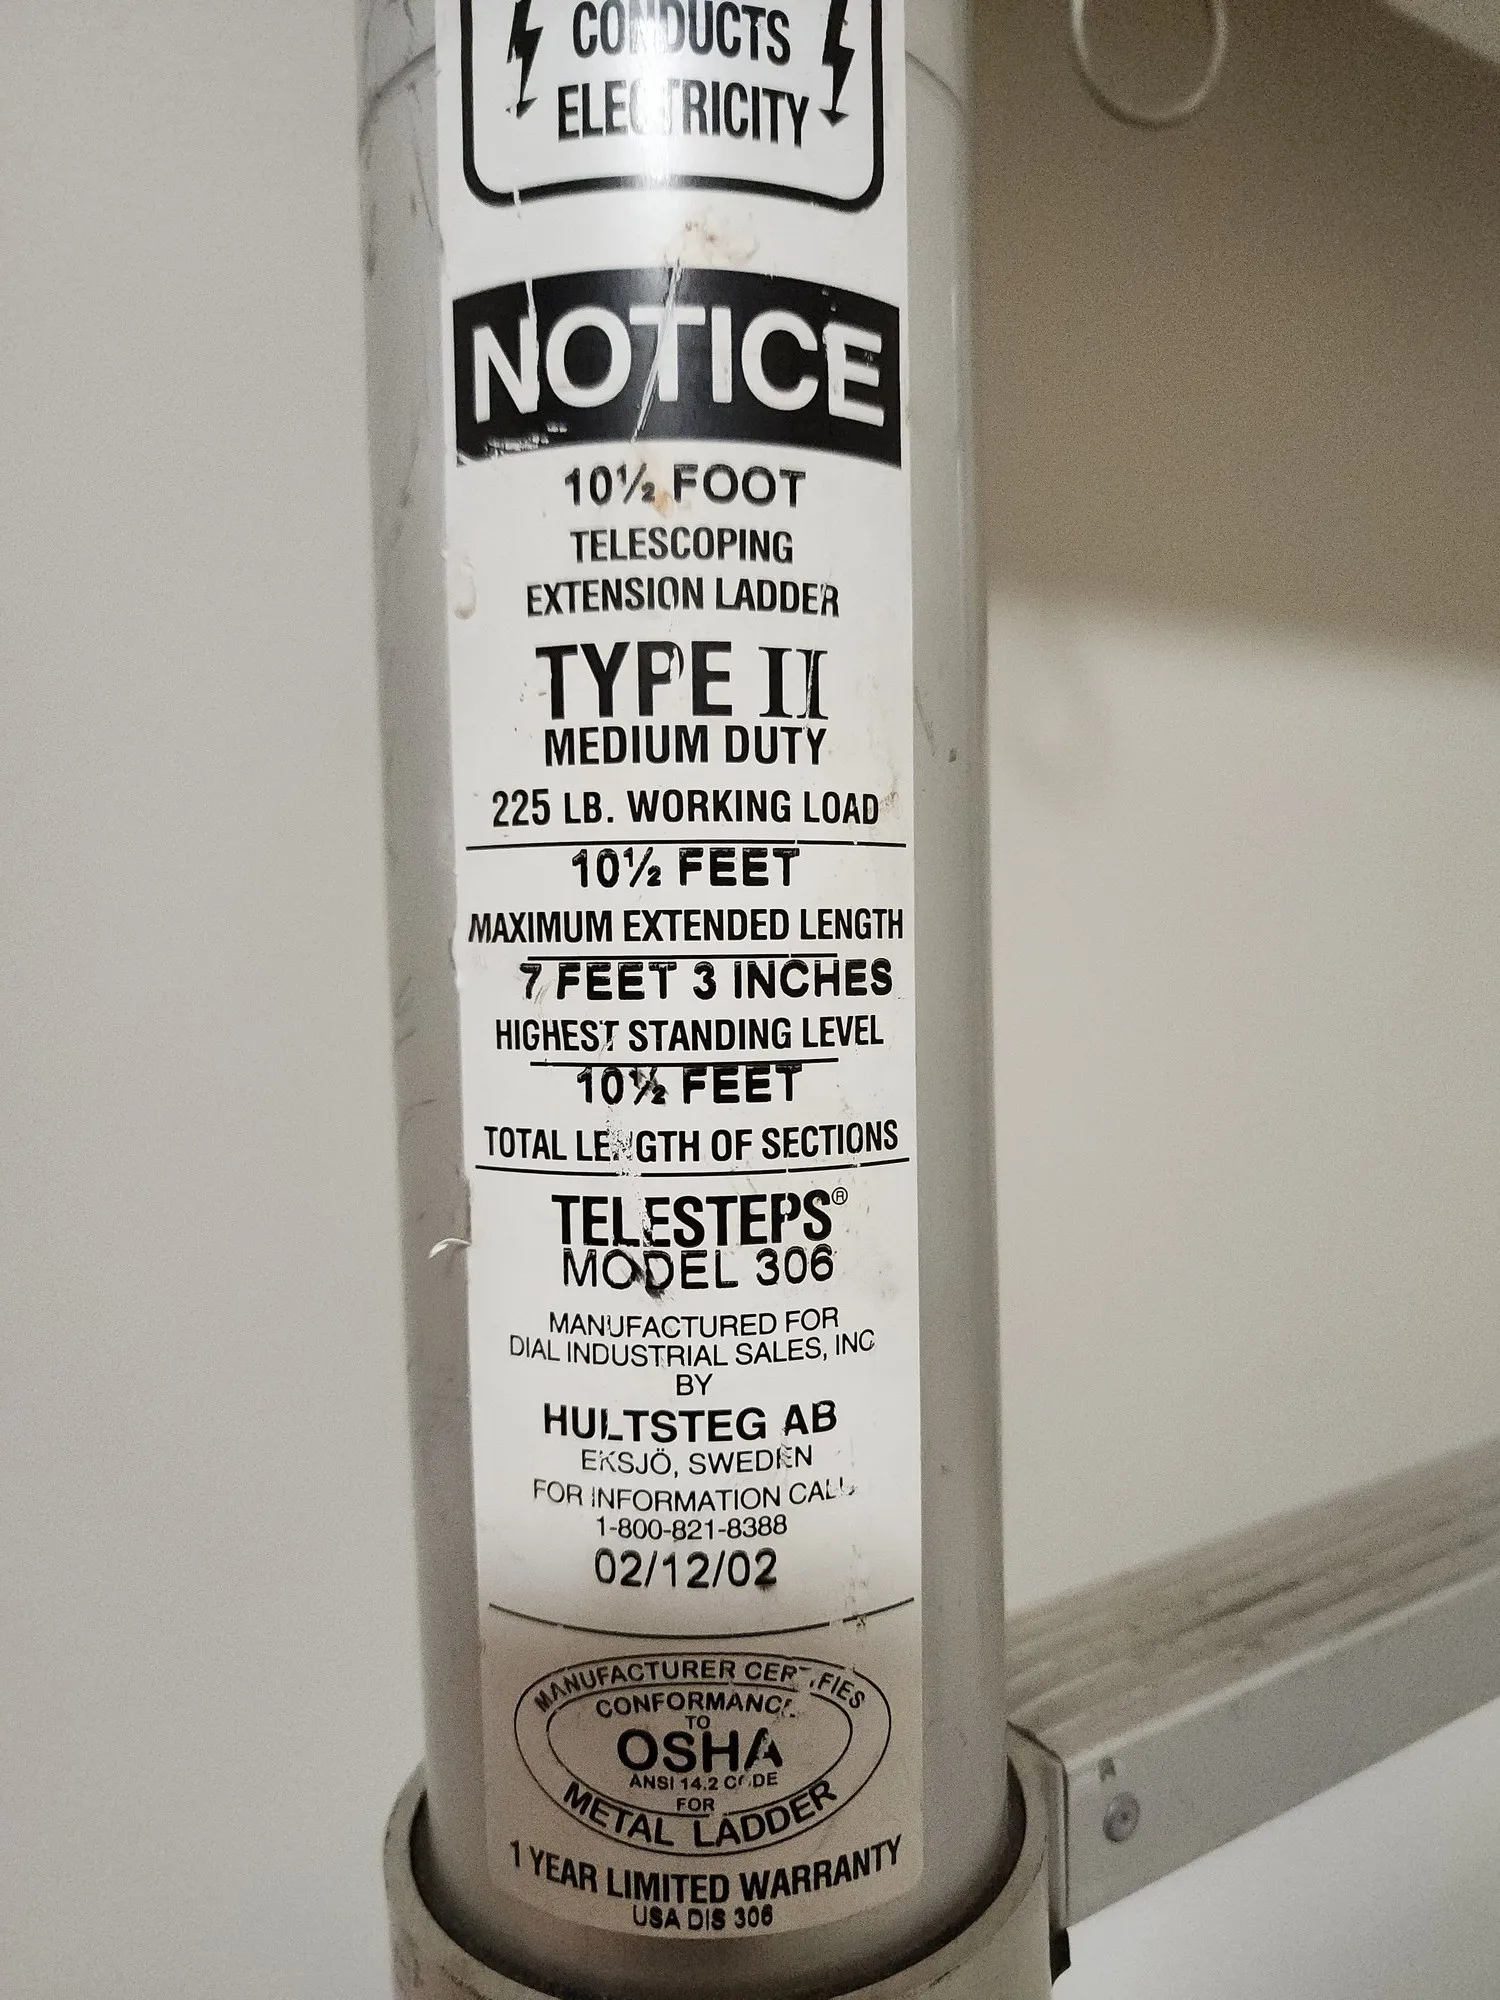 CONDUCTS
ELECTRICITY
NOTICE
10½ FOOT
TELESCOPING
EXTENSION LADDER
TYPE II
MEDIUM DUTY
225 LB. WORKING LOAD
10½ FEET
MAXIMUM EXTENDED LENGTH
7 FEET 3 INCHES
HIGHEST STANDING LEVEL
10½ FEET
TOTAL LENGTH OF SECTIONS
TELESTEPS®
MODEL 306
MANUFACTURED FOR
DIAL INDUSTRIAL SALES, INC
BY
HULTSTEG AB
EKSJÖ, SWEDEN
FOR INFORMATION CALL
1-800-821-8388
02/12/02
MANUFACTURER CERTIFIES
CONFORMANCE
TO
OSHA
ANSI 14.2 CODE
FOR
METAL LADDER
1 YEAR LIMITED WARRANTY
USA DIS 306